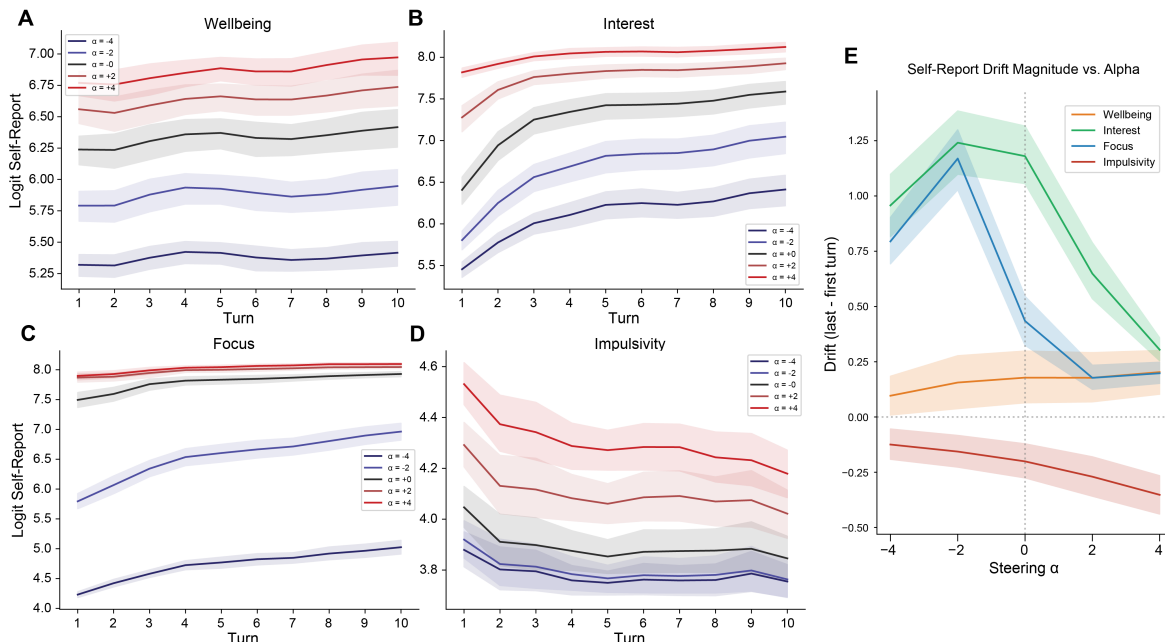 A
Wellbeing
Logit Self-Report
7.00
6.75
6.50
6.25
6.00
5.75
5.50
5.25
α = -4
α = -2
α = -0
α = +2
α = +4
1 2 3 4 5 6 7 8 9 10
Turn
B
Interest
8.0
7.5
7.0
6.5
6.0
5.5
α = -4
α = -2
α = +0
α = +2
α = +4
1 2 3 4 5 6 7 8 9 10
Turn
C
Focus
Logit Self-Report
8.0
7.5
7.0
6.5
6.0
5.5
5.0
4.5
4.0
α = -4
α = -2
α = +0
α = +2
α = +4
1 2 3 4 5 6 7 8 9 10
Turn
D
Impulsivity
4.6
4.4
4.2
4.0
3.8
α = -4
α = -2
α = -0
α = +2
α = +4
1 2 3 4 5 6 7 8 9 10
Turn
E
Self-Report Drift Magnitude vs. Alpha
Drift (last - first turn)
1.25
1.00
0.75
0.50
0.25
0.00
−0.25
−0.50
Wellbeing
Interest
Focus
Impulsivity
−4 −2 0 2 4
Steering α